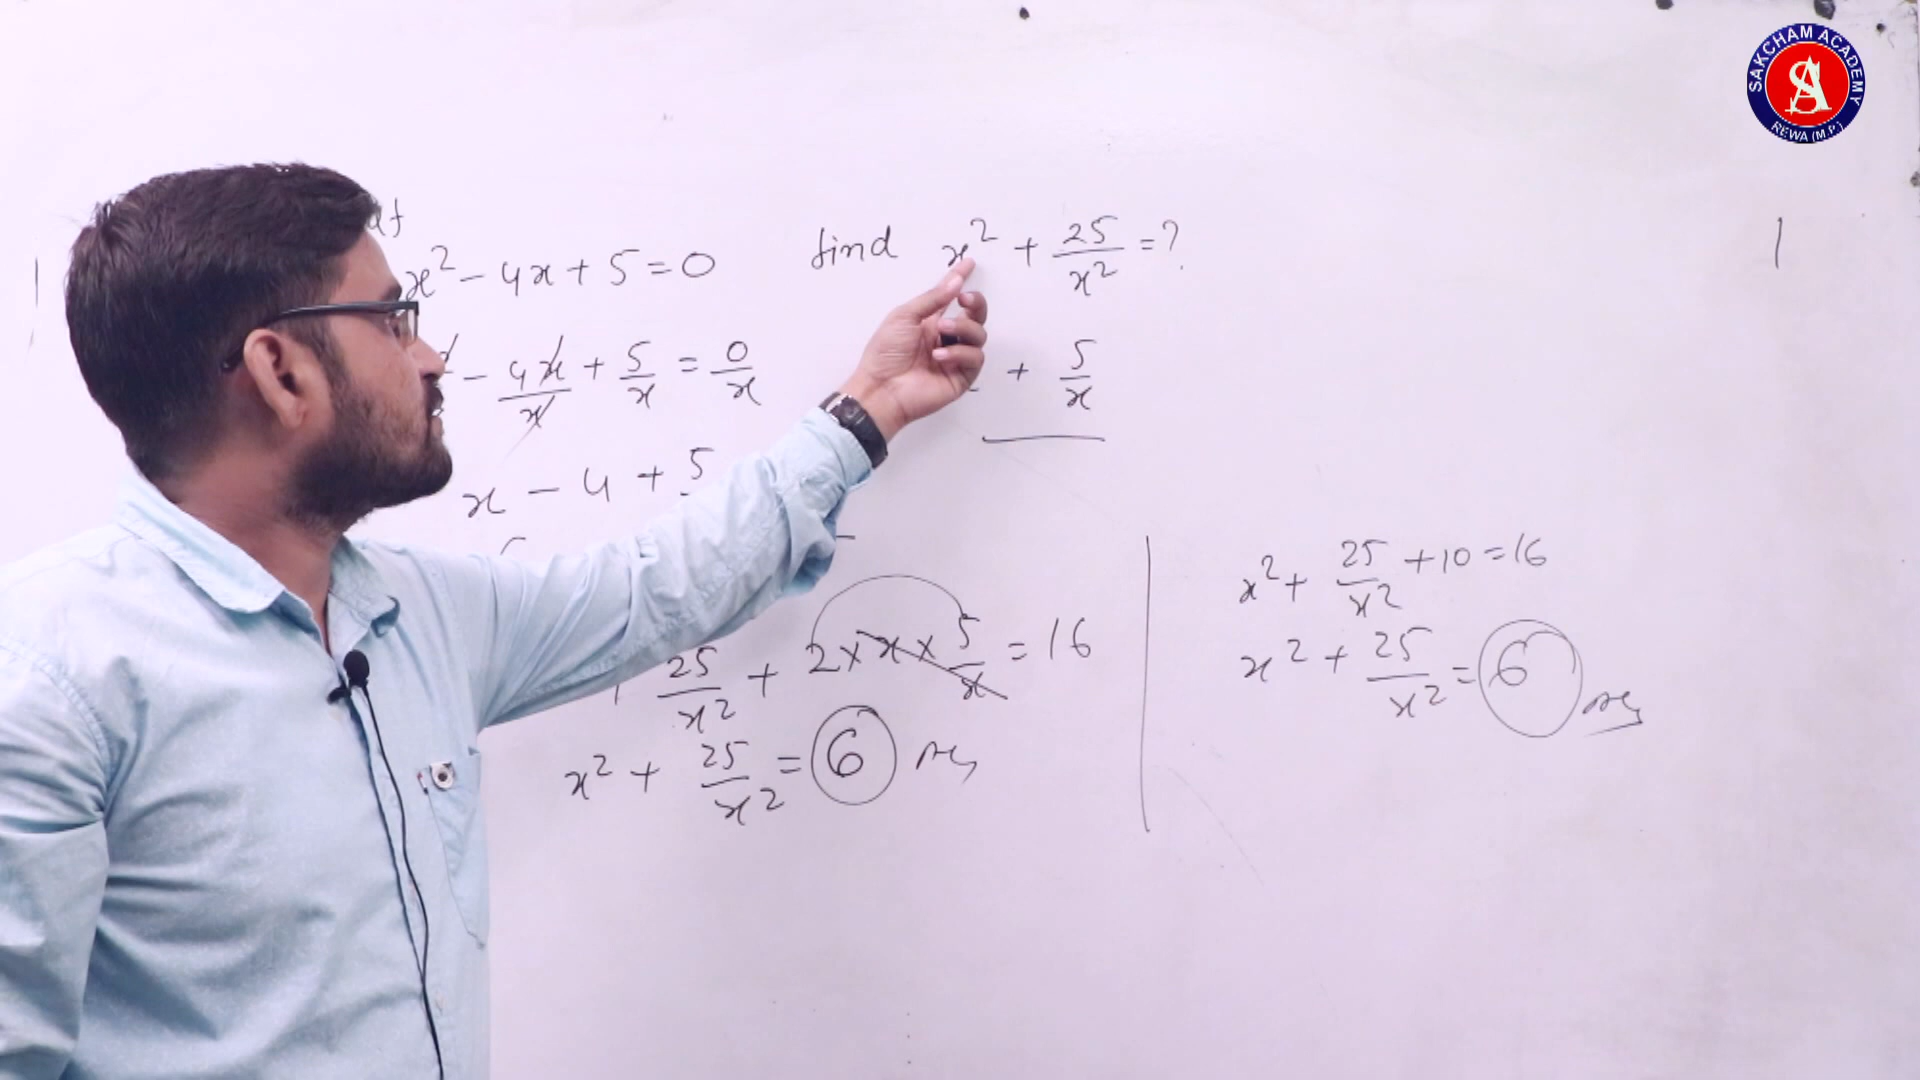 SAKCHAM ACADEMY
SA
REWA (M.P.)
x² - 4x + 5 = 0 find x² + 25/x² = ?
- 4x/x + 5/x = 0/x + 5/x
x - 4 + 5
25/x² + 2 × x × 5/x = 16
x² + 25/x² = 6
x² + 25/x² + 10 = 16
x² + 25/x² = 6